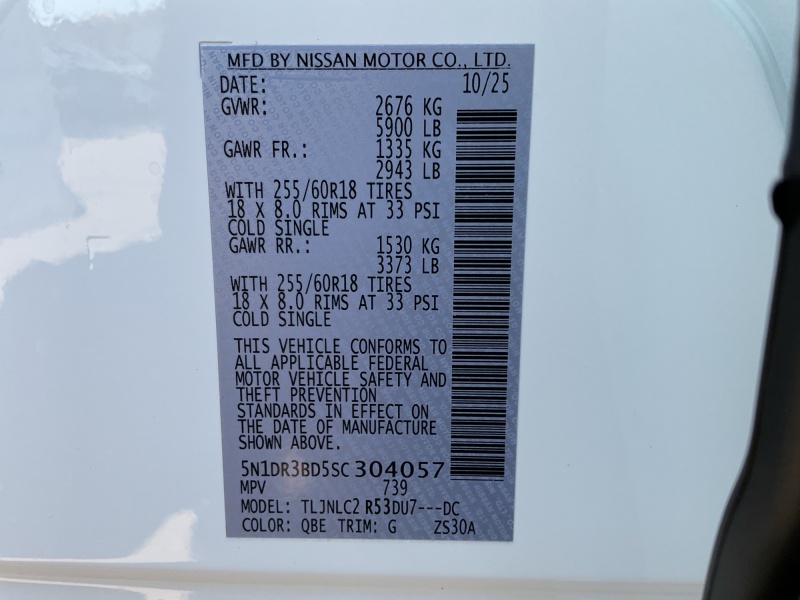 MFD BY NISSAN MOTOR CO., LTD.
DATE: 10/25
GVWR: 2676 KG
5900 LB
GAWR FR.: 1335 KG
2943 LB
WITH 255/60R18 TIRES
18 X 8.0 RIMS AT 33 PSI
COLD SINGLE
GAWR RR.: 1530 KG
3373 LB
WITH 255/60R18 TIRES
18 X 8.0 RIMS AT 33 PSI
COLD SINGLE
THIS VEHICLE CONFORMS TO
ALL APPLICABLE FEDERAL
MOTOR VEHICLE SAFETY AND
THEFT PREVENTION
STANDARDS IN EFFECT ON
THE DATE OF MANUFACTURE
SHOWN ABOVE.
5N1DR3BD5SC304057
MPV 739
MODEL: TLJNLC2 R53DU7---DC
COLOR: QBE TRIM: G ZS30A